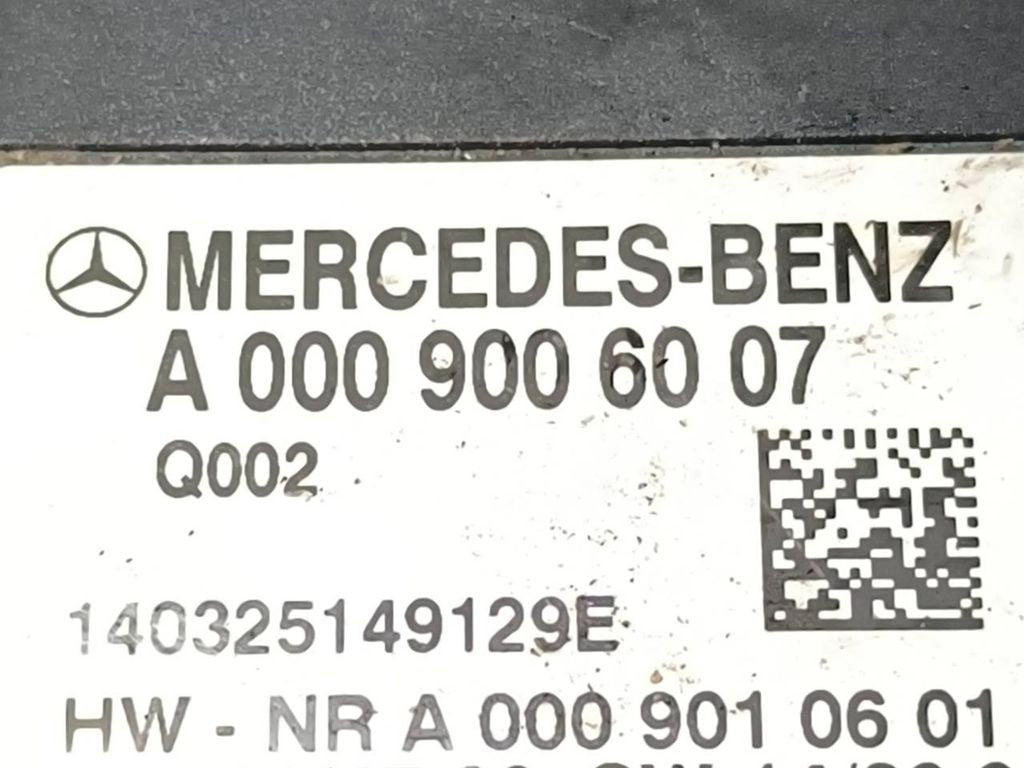 MERCEDES-BENZ
A 000 900 60 07
Q002
140325149129E
HW - NR A 000 901 06 01